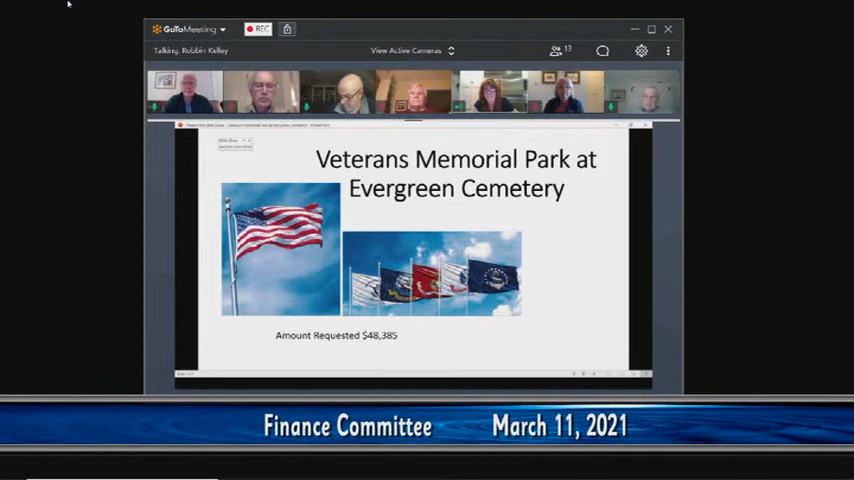 GoToMeeting
REC
Talking: Robbin Kelley
View Active Cameras
13
Veterans Memorial Park at
Evergreen Cemetery
Amount Requested $48,385
Finance Committee March 11, 2021